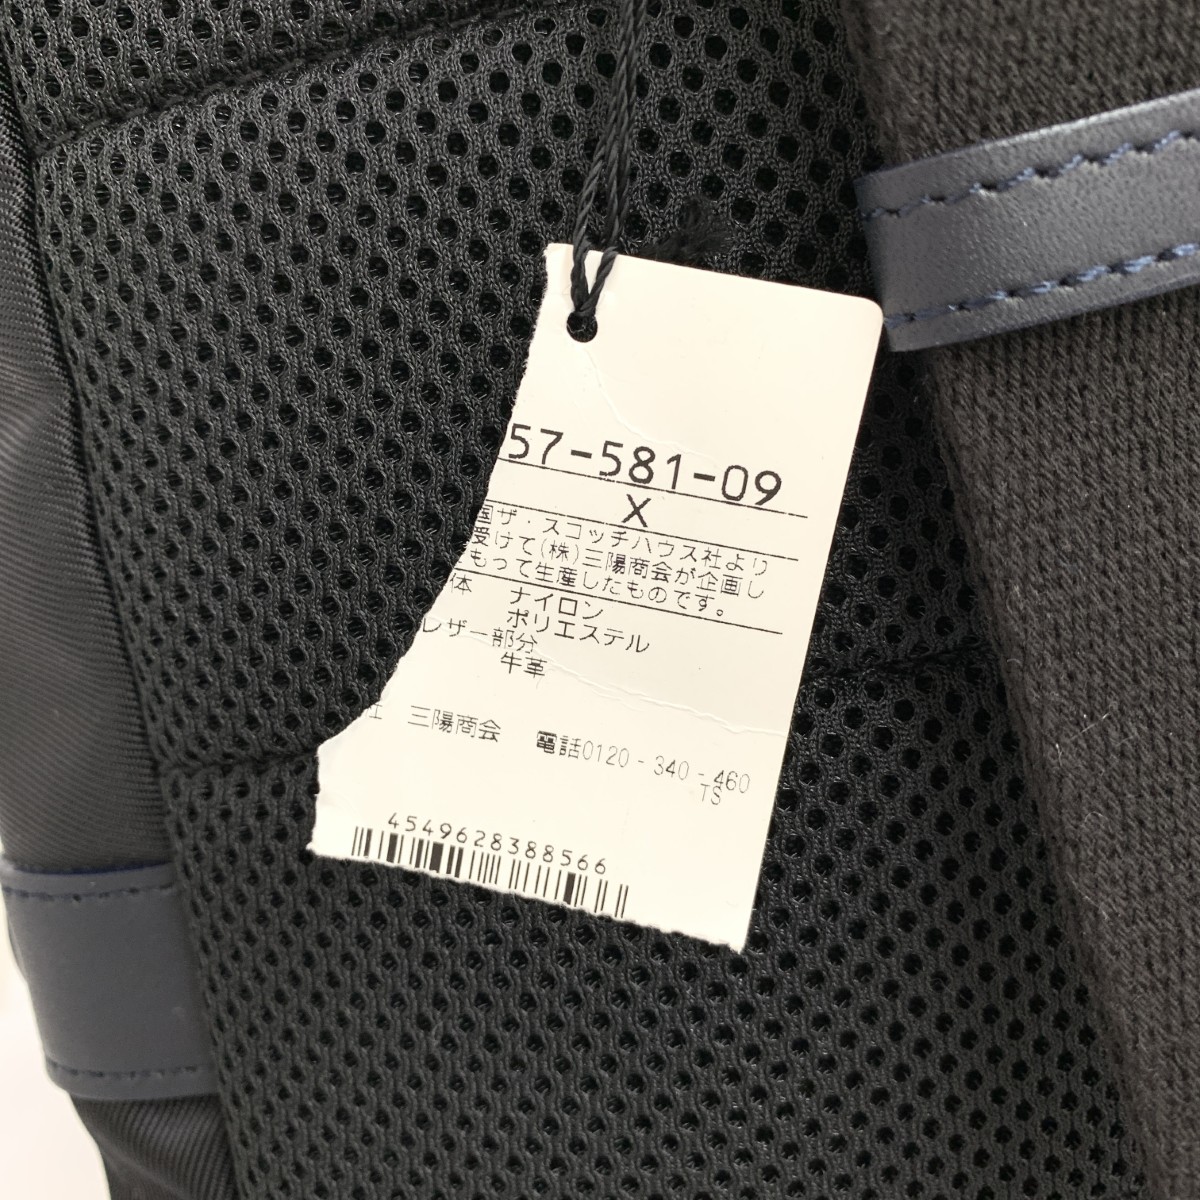 57-581-09
X
国ザ・スコッチハウス社より
受けて(株)三陽商会が企画し
もって生産したものです。
体 ナイロン
ポリエステル
レザー部分
牛革
社 三陽商会 電話0120-340-460
TS
4549628388566